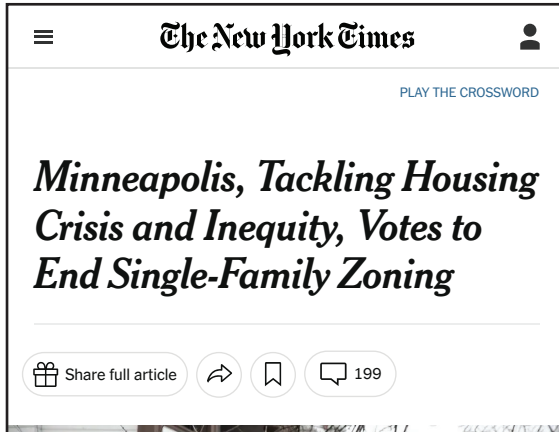 The New York Times
PLAY THE CROSSWORD
Minneapolis, Tackling Housing
Crisis and Inequity, Votes to
End Single-Family Zoning
Share full article
199